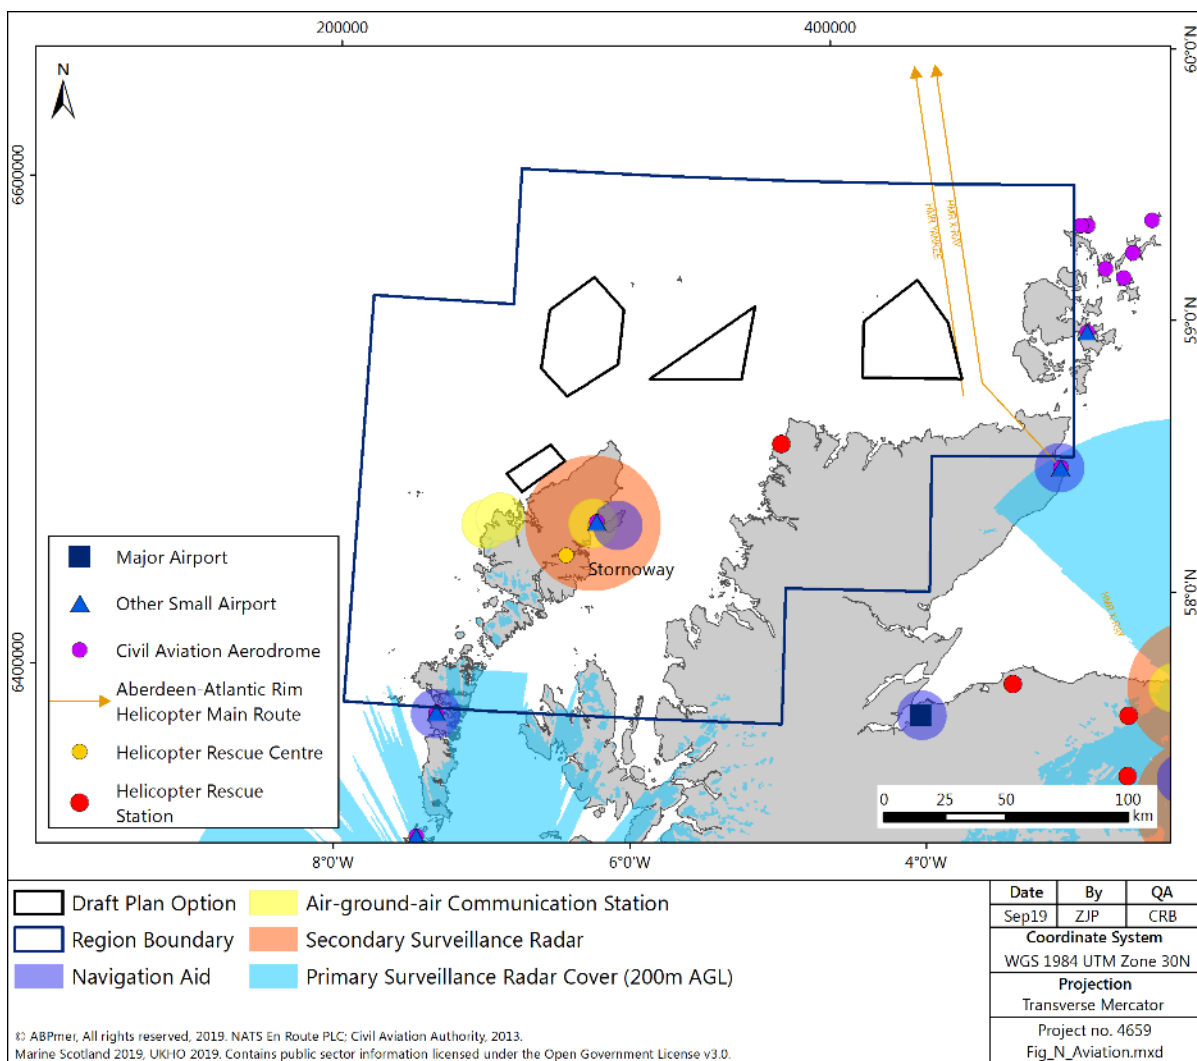 200000 400000
N
60°0'N
6600000
HMR YANKEE
HMR X-RAY
59°0'N
Stornoway
58°0'N
HMR X-RAY
6400000
Major Airport
Other Small Airport
Civil Aviation Aerodrome
Aberdeen-Atlantic Rim
Helicopter Main Route
Helicopter Rescue Centre
Helicopter Rescue
Station
0 25 50 100
km
8°0'W 6°0'W 4°0'W
Draft Plan Option
Region Boundary
Navigation Aid
Air-ground-air Communication Station
Secondary Surveillance Radar
Primary Surveillance Radar Cover (200m AGL)
Date By QA
Sep19 ZJP CRB
Coordinate System
WGS 1984 UTM Zone 30N
Projection
Transverse Mercator
Project no. 4659
Fig_N_Aviation.mxd
© ABPmer, All rights reserved, 2019. NATS En Route PLC; Civil Aviation Authority, 2013.
Marine Scotland 2019, UKHO 2019. Contains public sector information licensed under the Open Government License v3.0.